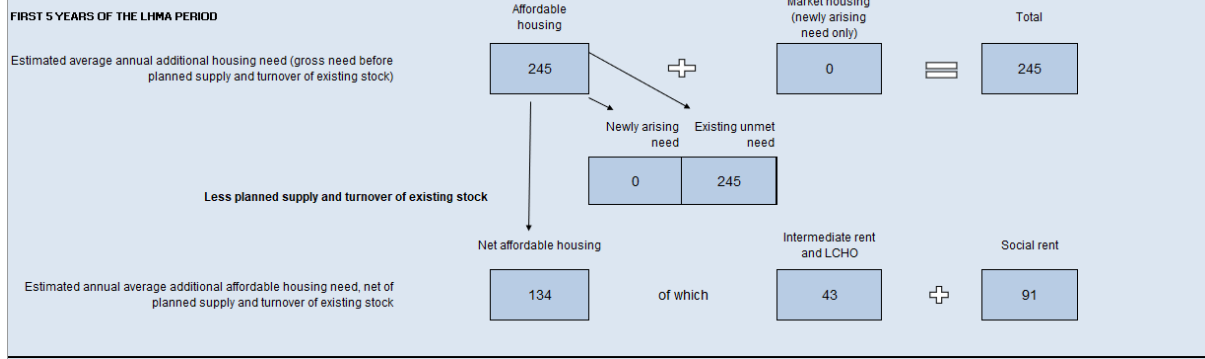 FIRST 5 YEARS OF THE LHMA PERIOD
Affordable
housing
Market housing
(newly arising
need only)
Total
Estimated average annual additional housing need (gross need before
planned supply and turnover of existing stock)
245
0
245
Newly arising
need
Existing unmet
need
0
245
Less planned supply and turnover of existing stock
Net affordable housing
Intermediate rent
and LCHO
Social rent
Estimated annual average additional affordable housing need, net of
planned supply and turnover of existing stock
134
of which
43
91